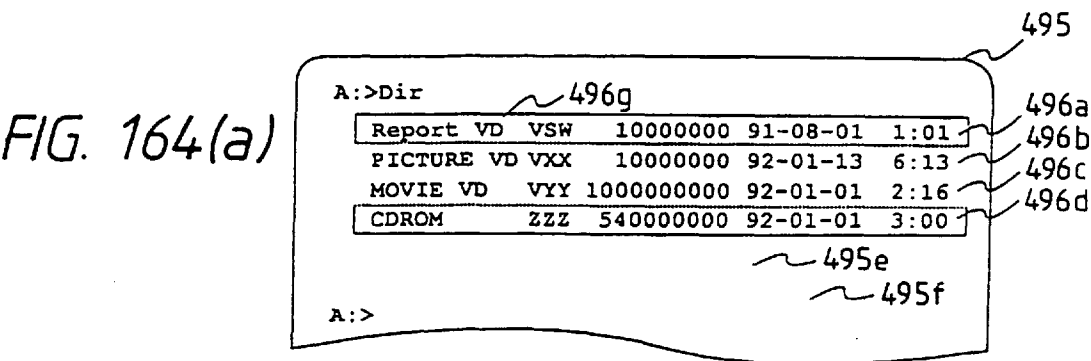 495
A:>Dir
496g
FIG. 164(a)
Report VD VSW 10000000 91-08-01 1:01 496a
PICTURE VD VXX 10000000 92-01-13 6:13 496b
MOVIE VD VYY 1000000000 92-01-01 2:16 496c
CDROM ZZZ 540000000 92-01-01 3:00 496d
495e
495f
A:>